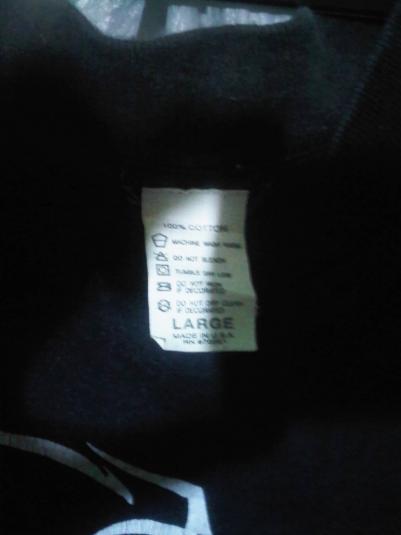 100% COTTON
MACHINE WASH WARM
DO NOT BLEACH
TUMBLE DRY LOW
DO NOT IRON
IF DECORATED
DO NOT DRY CLEAN
IF DECORATED
LARGE
MADE IN U.S.A.
RN